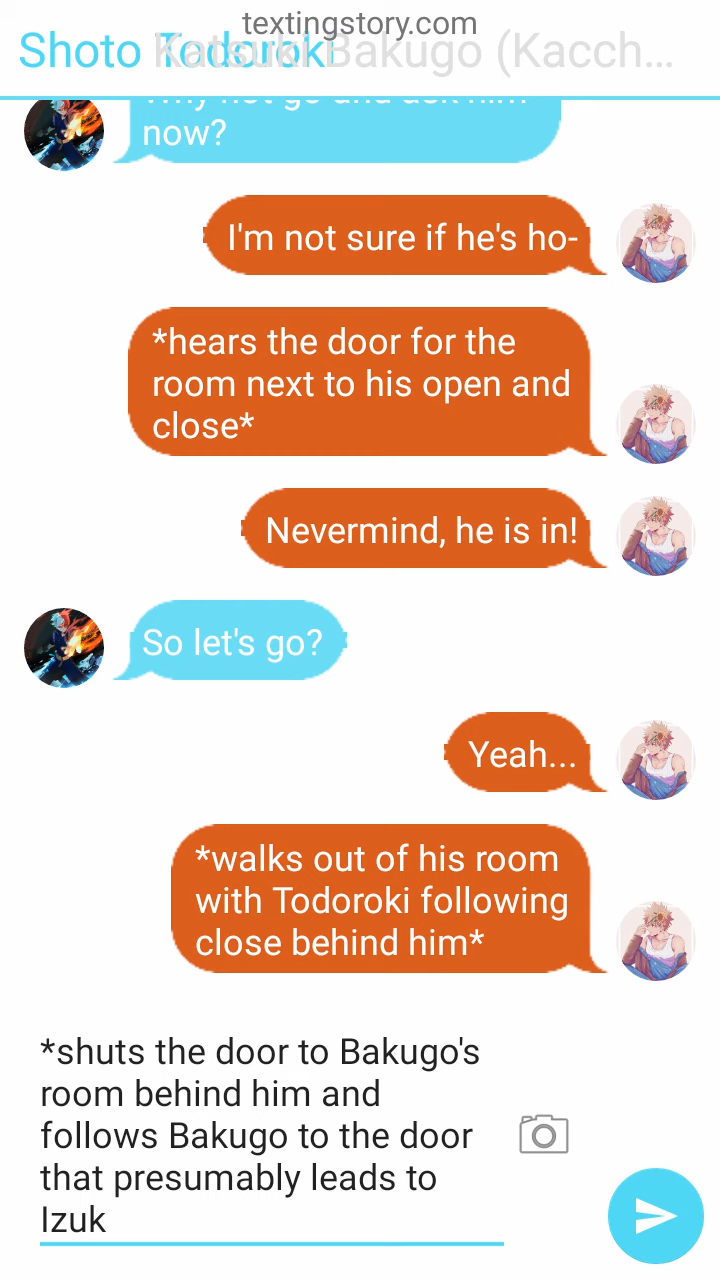 textingstory.com
Shoto Todoroki
Katsuki Bakugo (Kacch...
Why not go and ask him
now?
I'm not sure if he's ho-
*hears the door for the
room next to his open and
close*
Nevermind, he is in!
So let's go?
Yeah...
*walks out of his room
with Todoroki following
close behind him*
*shuts the door to Bakugo's
room behind him and
follows Bakugo to the door
that presumably leads to
Izuk